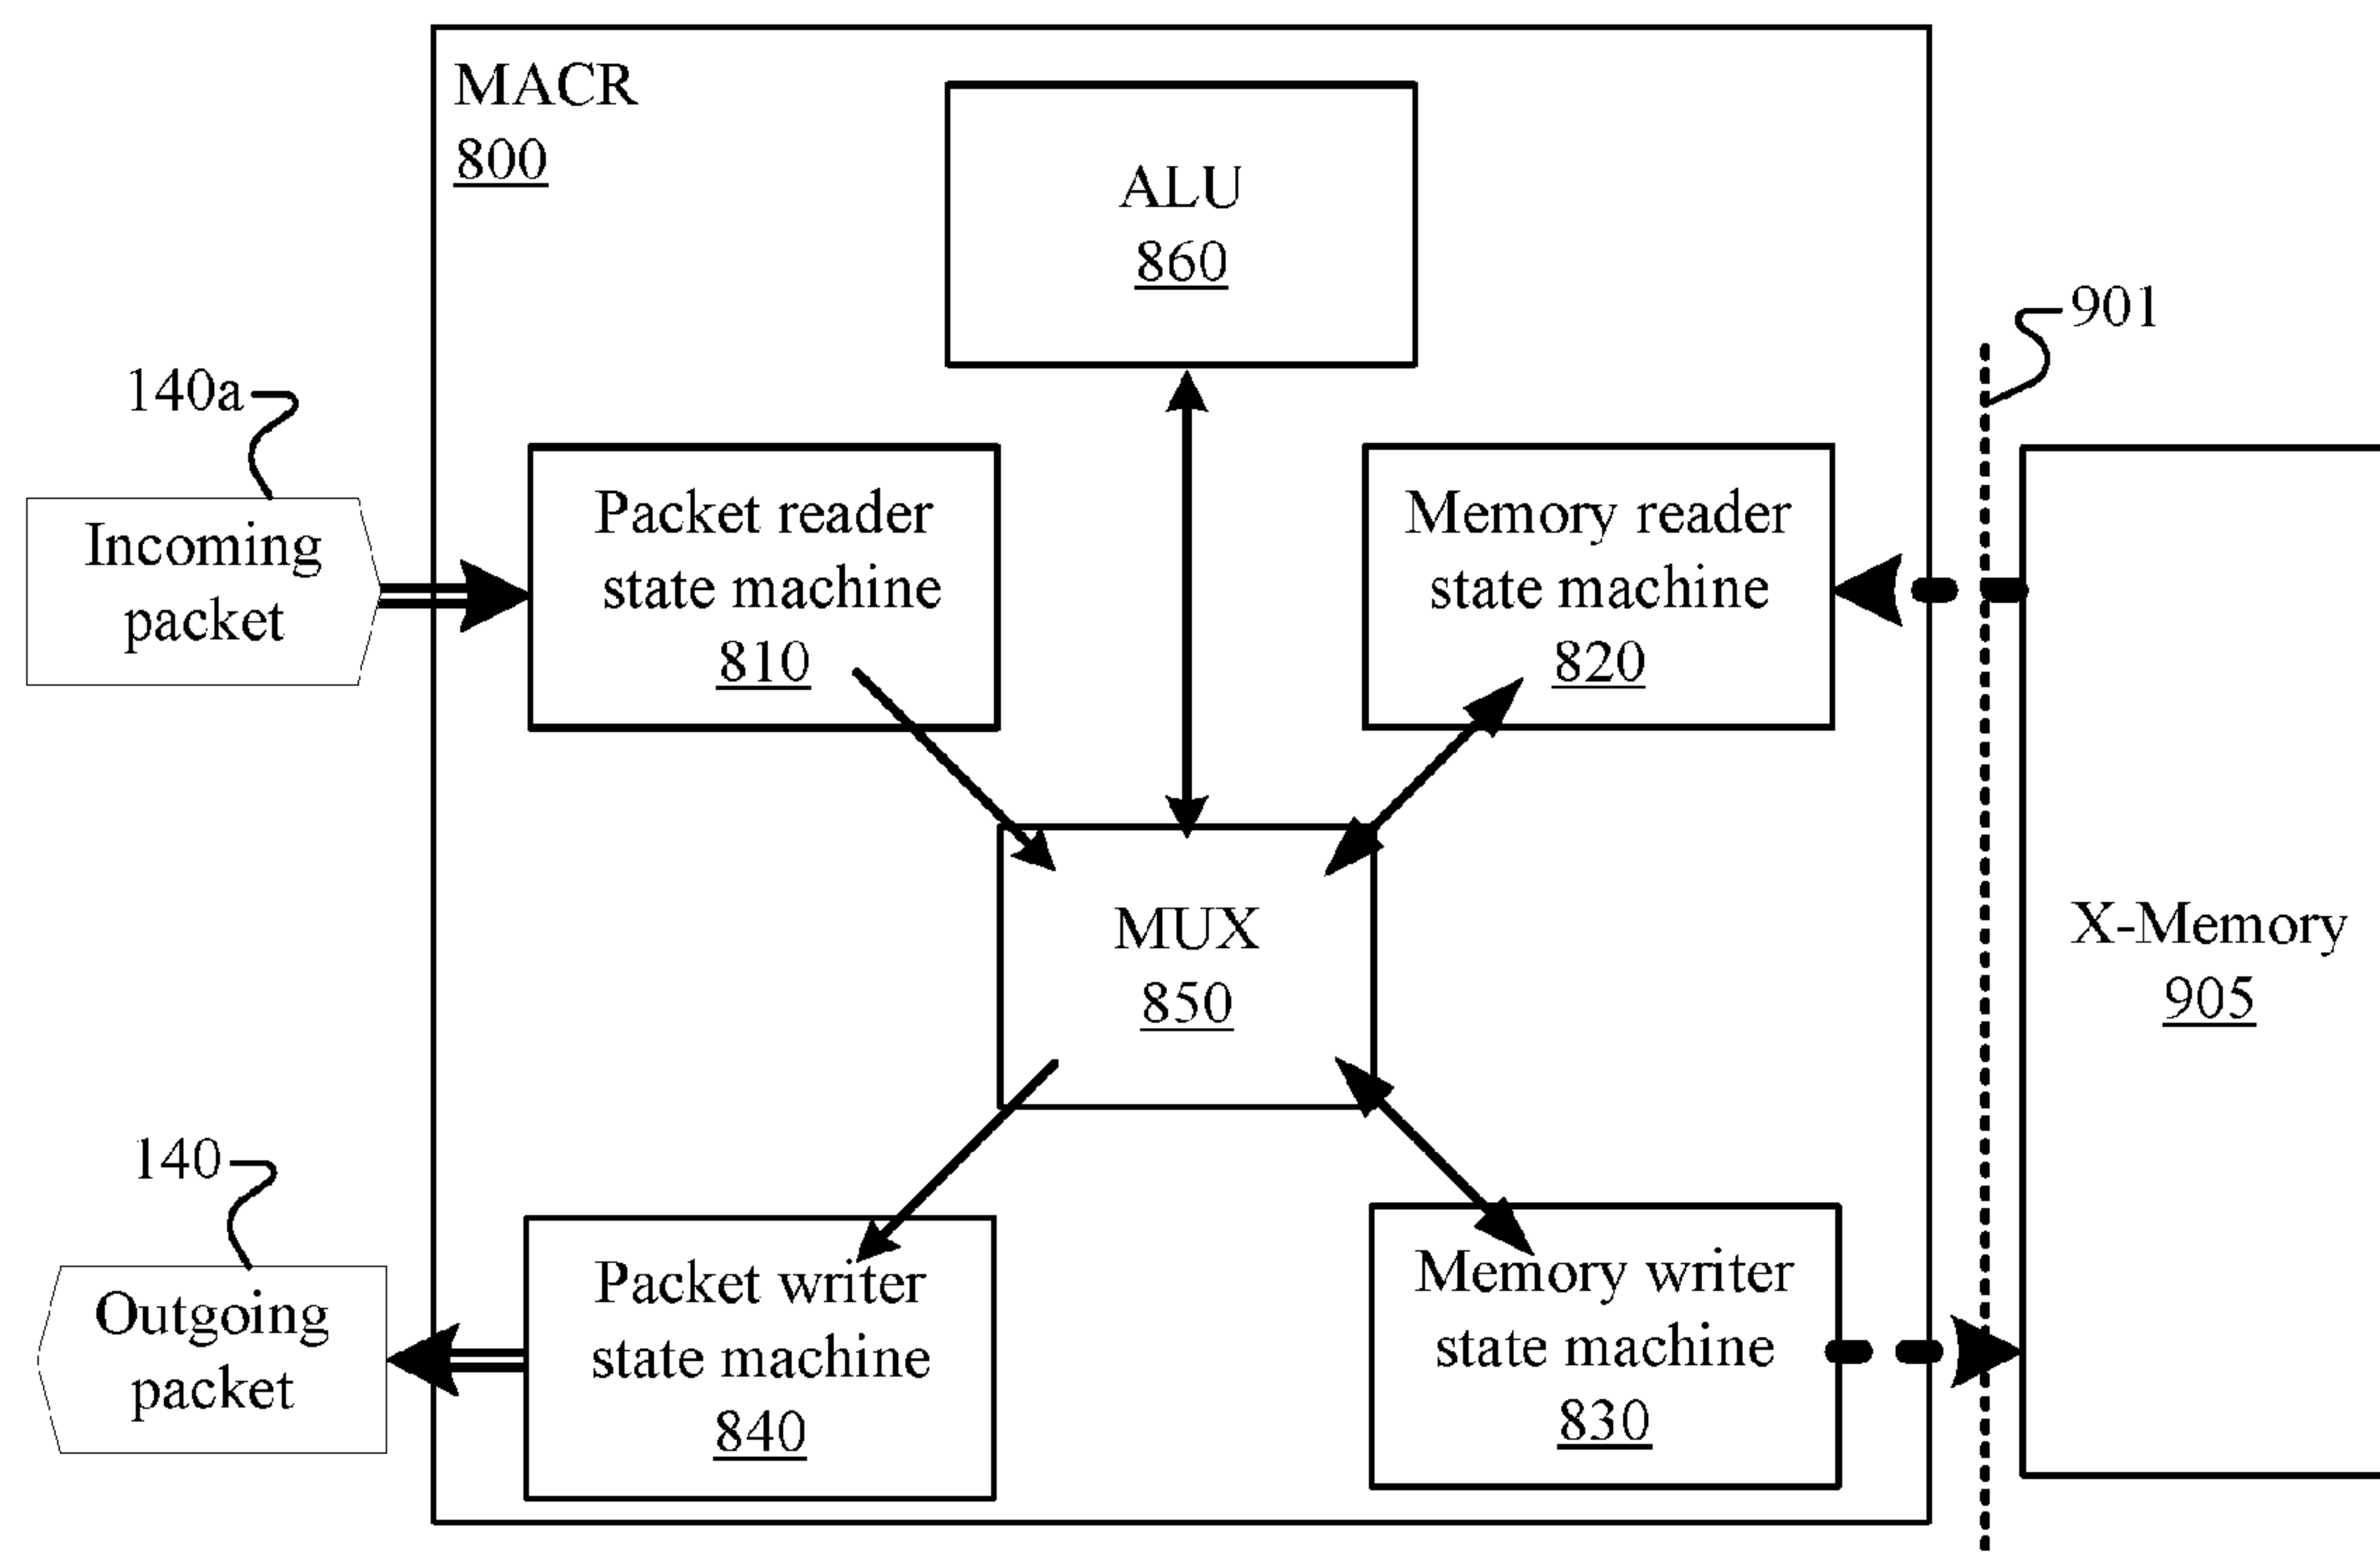 MACR
800
ALU
860
901
140a
Incoming
packet
Packet reader
state machine
810
Memory reader
state machine
820
MUX
850
X-Memory
905
140
Outgoing
packet
Packet writer
state machine
840
Memory writer
state machine
830